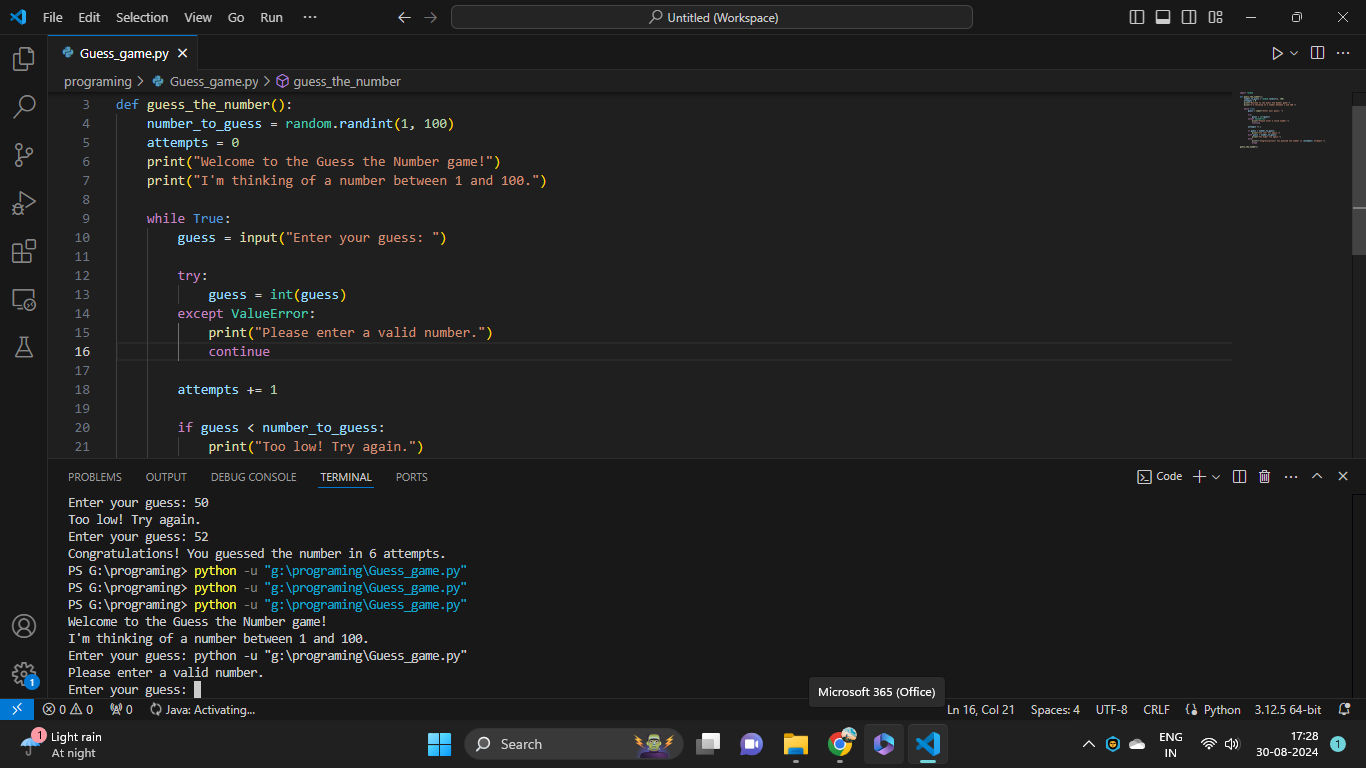 File Edit Selection View Go Run ··· Untitled (Workspace)
Guess_game.py
programing > Guess_game.py > guess_the_number
3 def guess_the_number():
4 number_to_guess = random.randint(1, 100)
5 attempts = 0
6 print("Welcome to the Guess the Number game!")
7 print("I'm thinking of a number between 1 and 100.")
8
9 while True:
10 guess = input("Enter your guess: ")
11
12 try:
13 guess = int(guess)
14 except ValueError:
15 print("Please enter a valid number.")
16 continue
17
18 attempts += 1
19
20 if guess < number_to_guess:
21 print("Too low! Try again.")
PROBLEMS OUTPUT DEBUG CONSOLE TERMINAL PORTS Code
Enter your guess: 50
Too low! Try again.
Enter your guess: 52
Congratulations! You guessed the number in 6 attempts.
PS G:\programing> python -u "g:\programing\Guess_game.py"
PS G:\programing> python -u "g:\programing\Guess_game.py"
PS G:\programing> python -u "g:\programing\Guess_game.py"
Welcome to the Guess the Number game!
I'm thinking of a number between 1 and 100.
Enter your guess: python -u "g:\programing\Guess_game.py"
Please enter a valid number.
Enter your guess:
1
Microsoft 365 (Office)
0 0 0 Java: Activating... Ln 16, Col 21 Spaces: 4 UTF-8 CRLF Python 3.12.5 64-bit
1 Light rain
At night
Search
ENG
IN
17:28
30-08-2024
1